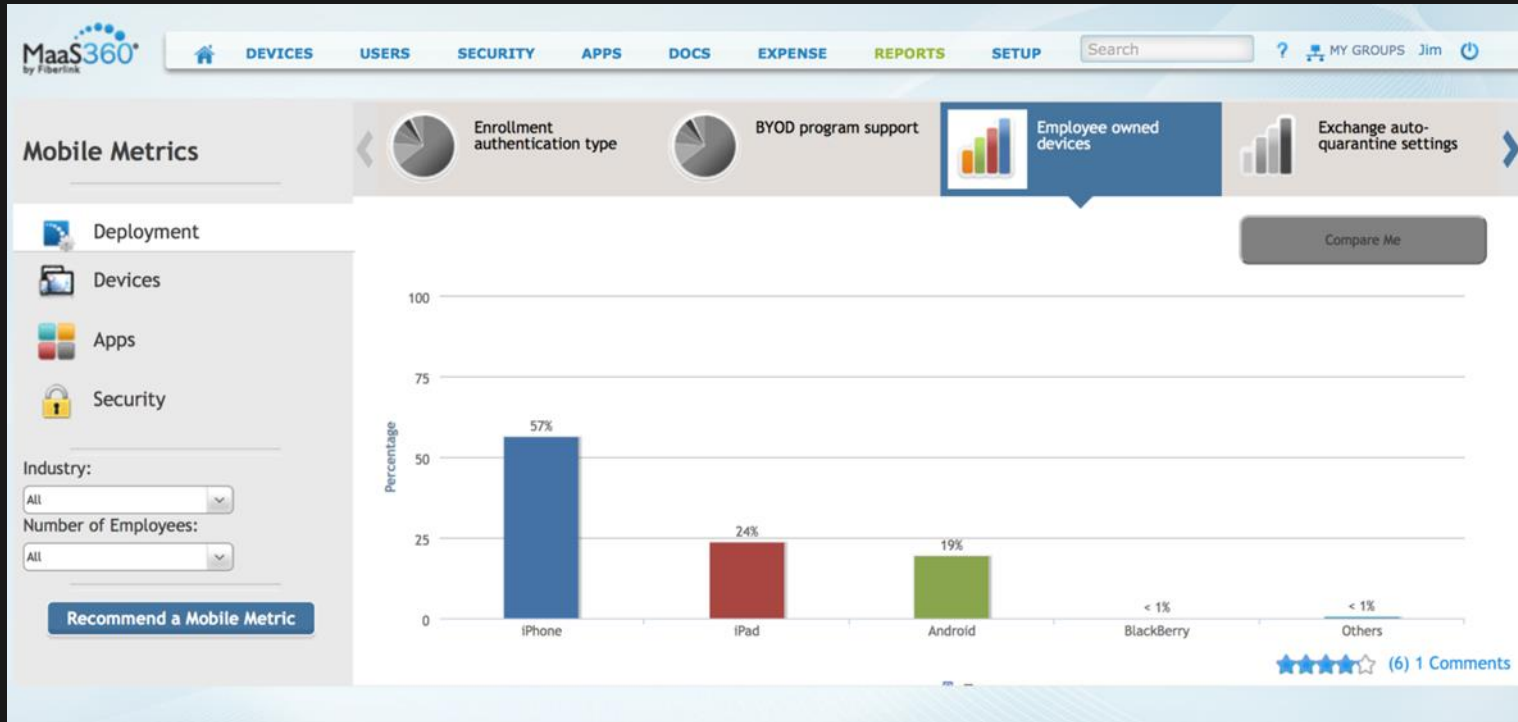 MaaS360
by Fiberlink
DEVICES USERS SECURITY APPS DOCS EXPENSE REPORTS SETUP Search ? MY GROUPS Jim
Mobile Metrics
Enrollment
authentication type
BYOD program support
Employee owned
devices
Exchange auto-
quarantine settings
Deployment
Devices
Apps
Security
Industry:
All
Number of Employees:
All
Recommend a Mobile Metric
Compare Me
Percentage
100
75
50
25
0
57%
24%
19%
< 1%
< 1%
iPhone iPad Android BlackBerry Others
(6) 1 Comments